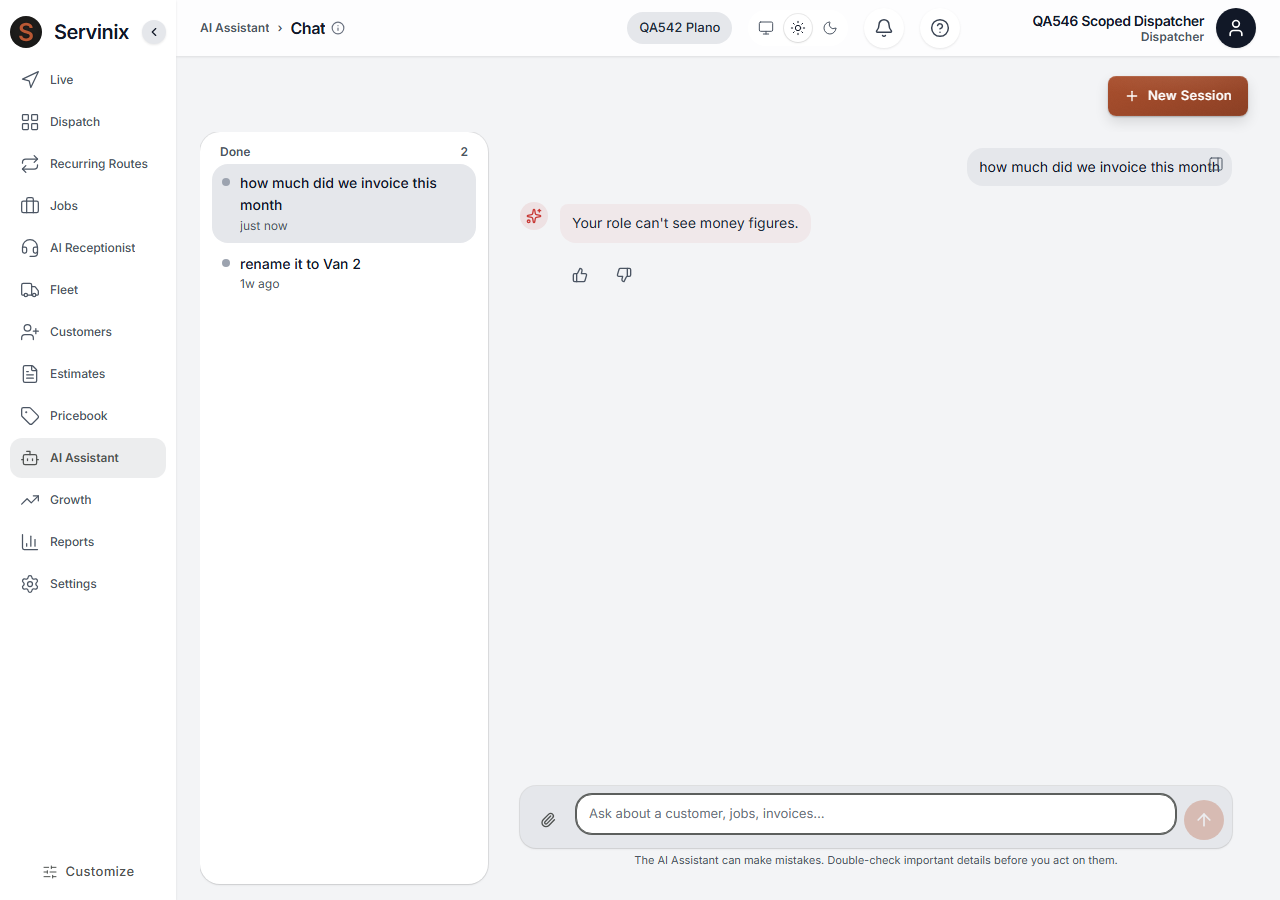 S Servinix
Live
Dispatch
Recurring Routes
Jobs
AI Receptionist
Fleet
Customers
Estimates
Pricebook
AI Assistant
Growth
Reports
Settings
Customize
AI Assistant › Chat
QA542 Plano
QA546 Scoped Dispatcher
Dispatcher
+ New Session
Done 2
how much did we invoice this
month
just now
rename it to Van 2
1w ago
how much did we invoice this month
Your role can't see money figures.
Ask about a customer, jobs, invoices...
The AI Assistant can make mistakes. Double-check important details before you act on them.